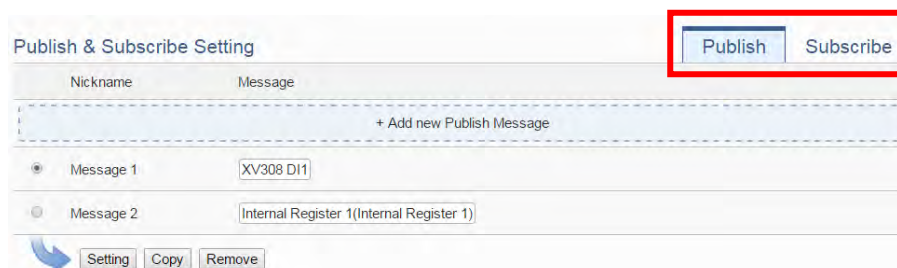 Publish & Subscribe Setting Publish Subscribe
Nickname Message
+ Add new Publish Message
Message 1 XV308 DI1
Message 2 Internal Register 1(Internal Register 1)
Setting Copy Remove